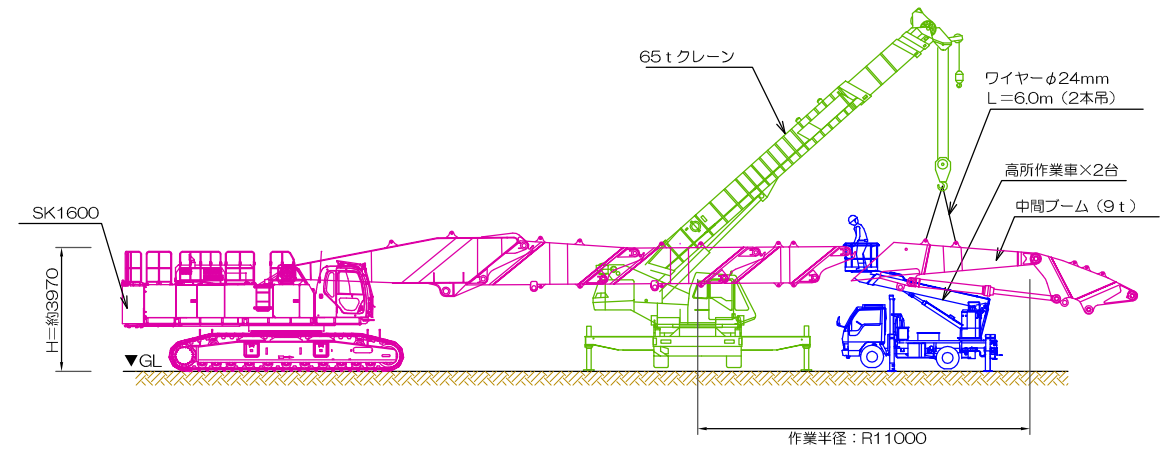 65ｔクレーン
ワイヤーφ24mm
Ｌ＝6.0m（2本吊）
高所作業車×2台
中間ブーム（9ｔ）
SK1600
H＝約3970
▼GL
作業半径：R11000